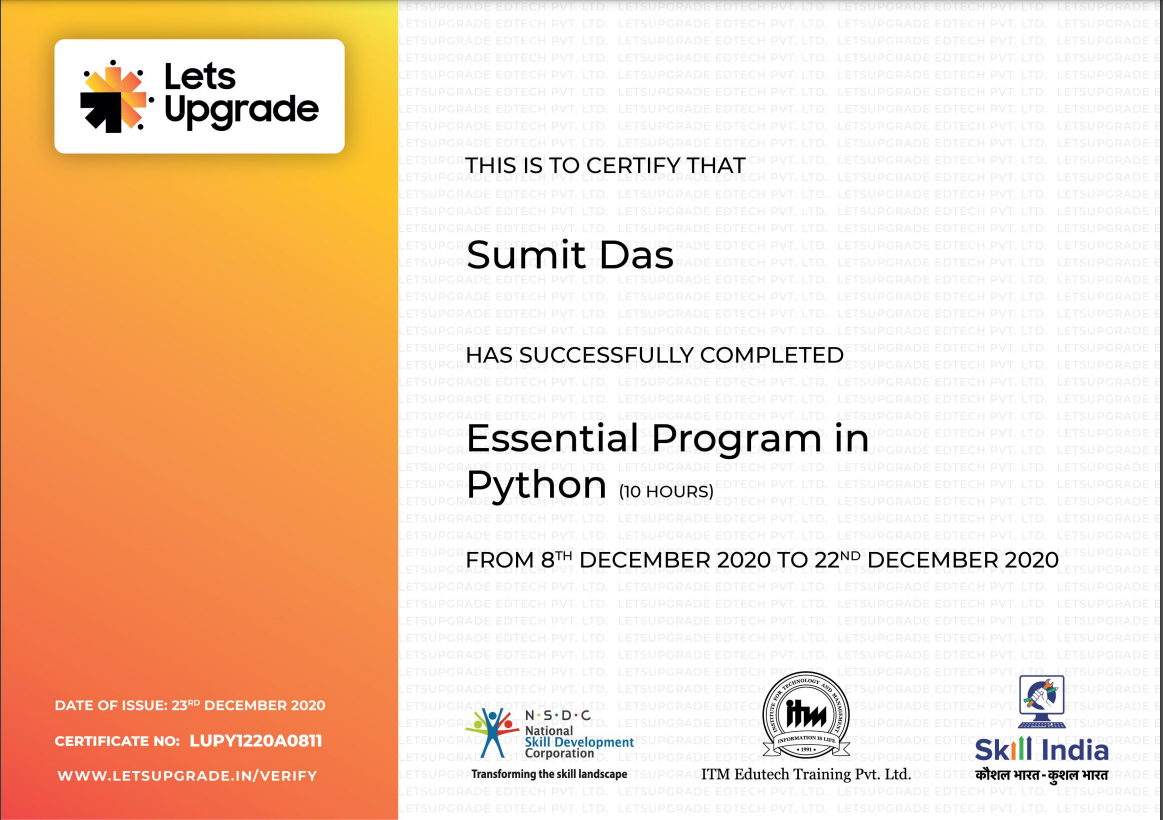 Lets
Upgrade
THIS IS TO CERTIFY THAT
Sumit Das
HAS SUCCESSFULLY COMPLETED
Essential Program in
Python (10 HOURS)
FROM 8TH DECEMBER 2020 TO 22ND DECEMBER 2020
DATE OF ISSUE: 23RD DECEMBER 2020
CERTIFICATE NO: LUPY1220A0811
WWW.LETSUPGRADE.IN/VERIFY
N·S·D·C
National
Skill Development
Corporation
Transforming the skill landscape
INSTITUTE FOR TECHNOLOGY AND MANAGEMENT
itm
INFORMATION IS LIFE
• 1991 •
ITM Edutech Training Pvt. Ltd.
Skill India
कौशल भारत - कुशल भारत
LETSUPGRADE EDTECH PVT. LTD.